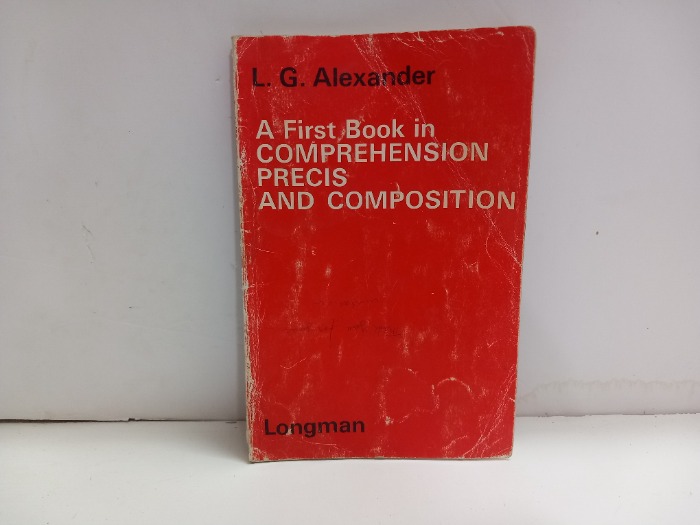 L. G. Alexander
A First Book in
COMPREHENSION
PRECIS
AND COMPOSITION
Longman